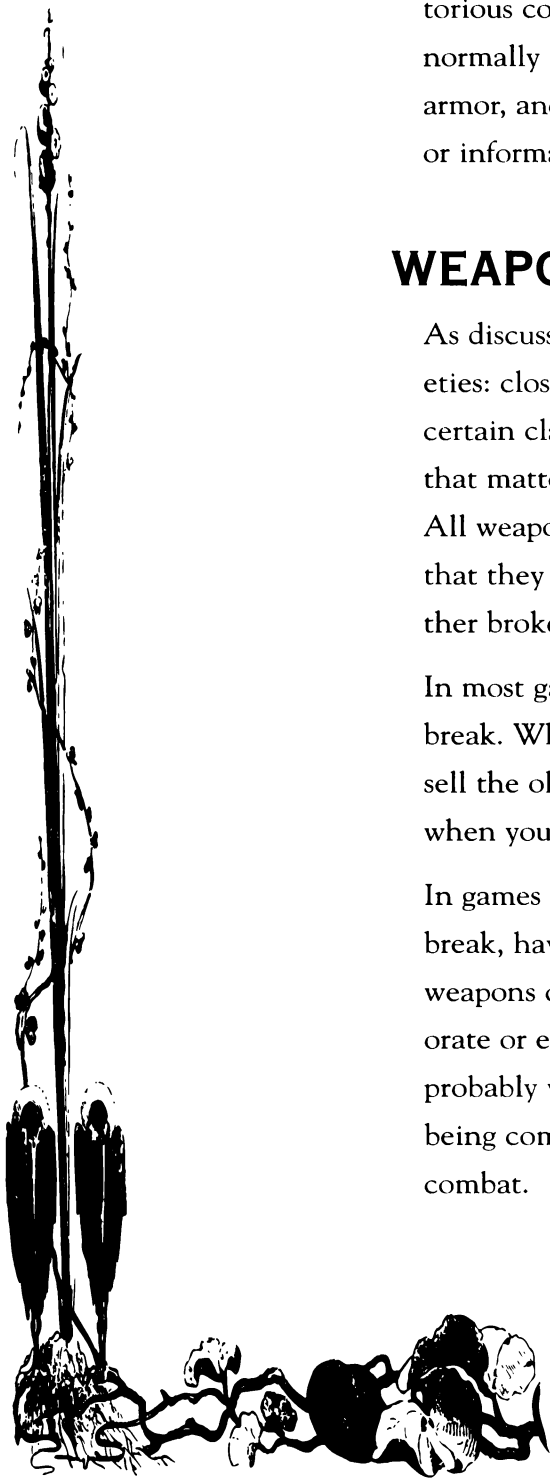 torious co
normally
armor, and
or informa
WEAPO
As discuss
eties: clos
certain cla
that matte
All weapo
that they
ther broke
In most ga
break. Wh
sell the ol
when you
In games
break, hav
weapons o
orate or e
probably v
being com
combat.